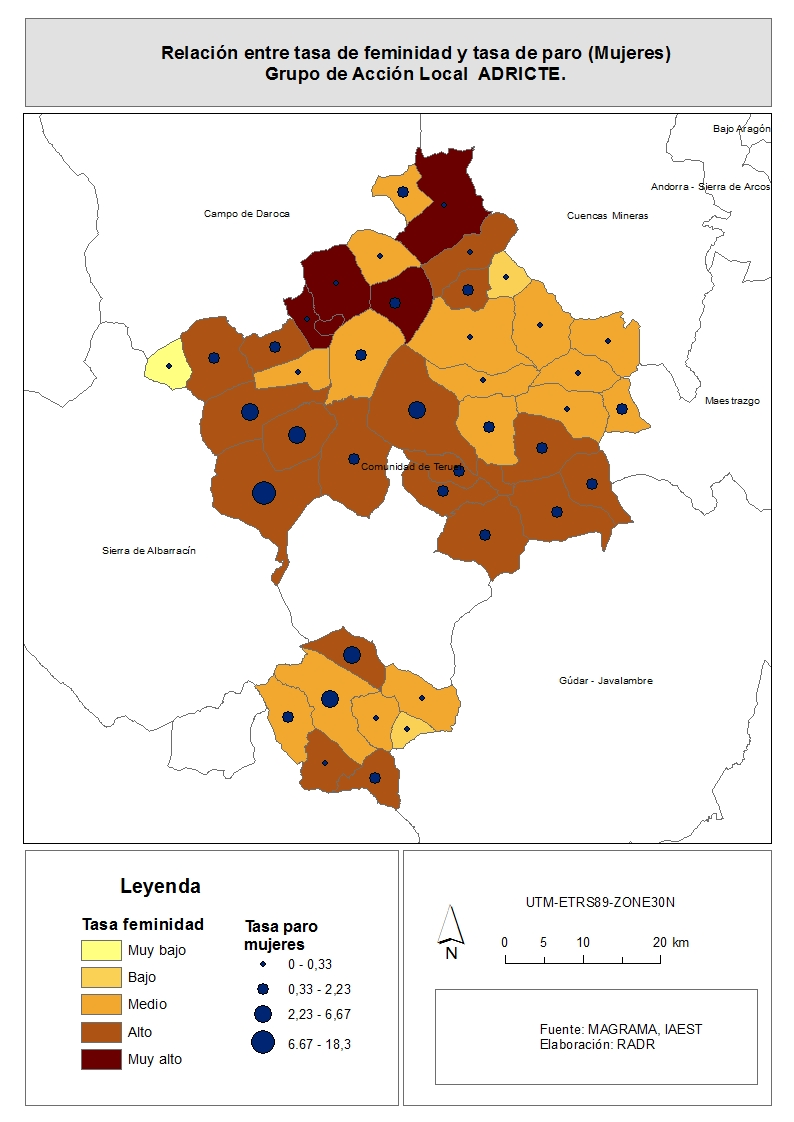 Relación entre tasa de feminidad y tasa de paro (Mujeres)
Grupo de Acción Local ADRICTE.
Bajo Aragón
Andorra - Sierra de Arcos
Campo de Daroca
Cuencas Mineras
Maestrazgo
Comunidad de Teruel
Sierra de Albarracín
Gúdar - Javalambre
Leyenda
Tasa feminidad
Muy bajo
Bajo
Medio
Alto
Muy alto
Tasa paro
mujeres
0 - 0,33
0,33 - 2,23
2,23 - 6,67
6.67 - 18,3
UTM-ETRS89-ZONE30N
N
0 5 10 20 km
Fuente: MAGRAMA, IAEST
Elaboración: RADR